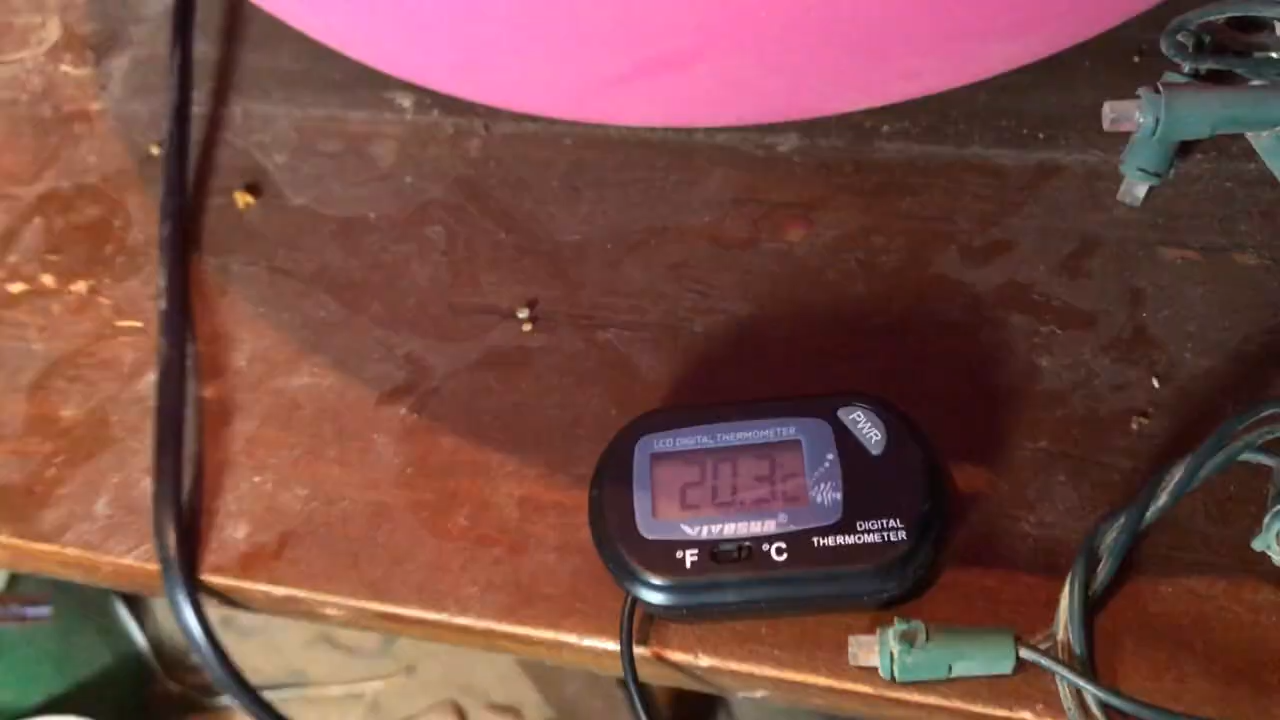 PWR
LCD DIGITAL THERMOMETER
20.3c
VIVOSUN®
DIGITAL
THERMOMETER
°F °C